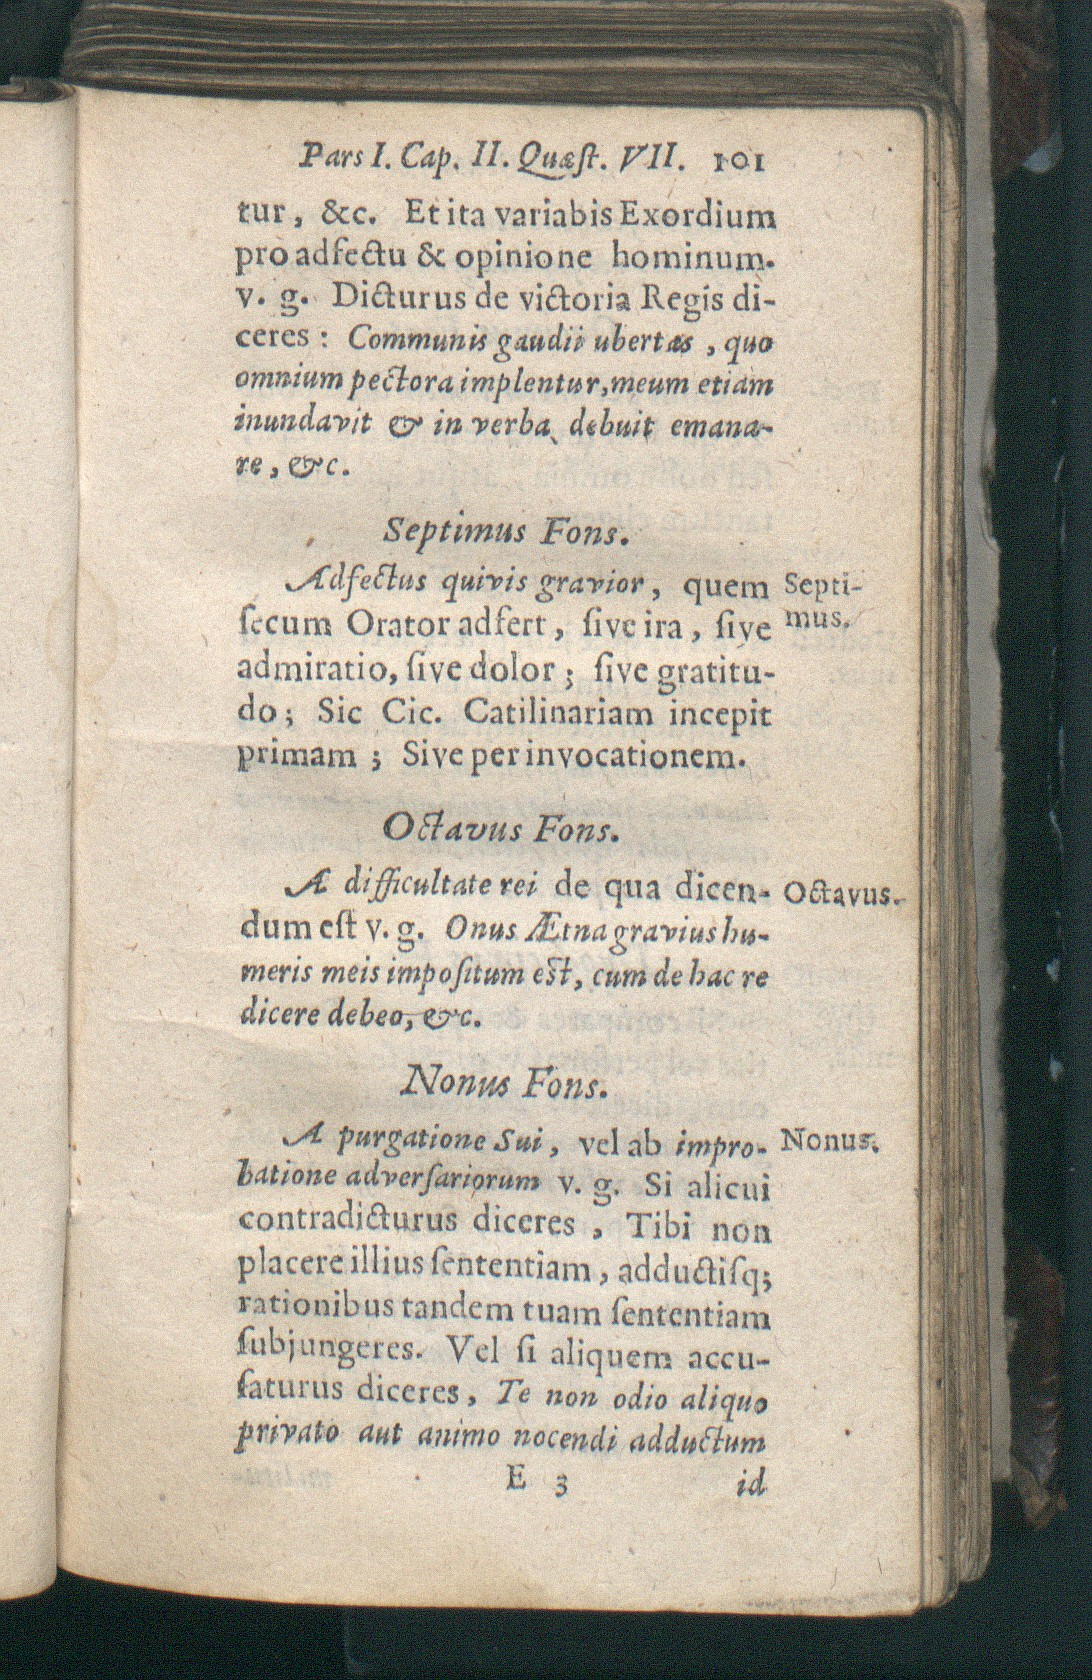 Pars I. Cap. II. Quæſt. VII. 101
tur, &c. Et ita variabis Exordium
pro adfectu & opinione hominum.
v. g. Dicturus de victoria Regis di-
ceres: Communis gaudii ubertas, quo
omnium pectora implentur, meum etiam
inundavit & in verba debuit emana-
re, &c.
Septimus Fons.
Adfectus quivis gravior, quem
Septi-
mus.
ſecum Orator adfert, ſive ira, ſive
admiratio, ſive dolor; ſive gratitu-
do; Sic Cic. Catilinariam incepit
primam; Sive per invocationem.
Octavus Fons.
A difficultate rei de qua dicen-
Octavus.
dum eſt v. g. Onus Ætna gravius hu-
meris meis impoſitum eſt, cum de hac re
dicere debeo, &c.
Nonus Fons.
A purgatione Sui, vel ab impro-
Nonus.
batione adverſariorum v. g. Si alicui
contradicturus diceres, Tibi non
placere illius ſententiam, adductiſq;
rationibus tandem tuam ſententiam
ſubjungeres. Vel ſi aliquem accu-
ſaturus diceres, Te non odio aliquo
privato aut animo nocendi adductum
E 3
id